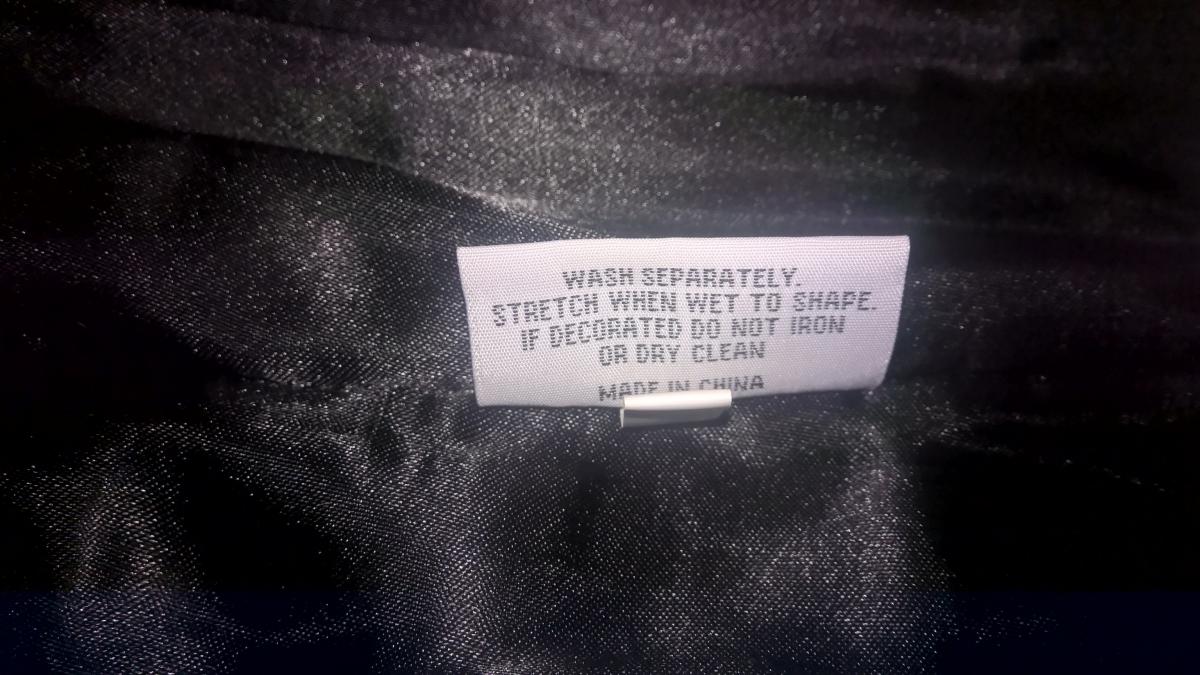 WASH SEPARATELY.
STRETCH WHEN WET TO SHAPE.
IF DECORATED DO NOT IRON
OR DRY CLEAN
MADE IN CHINA